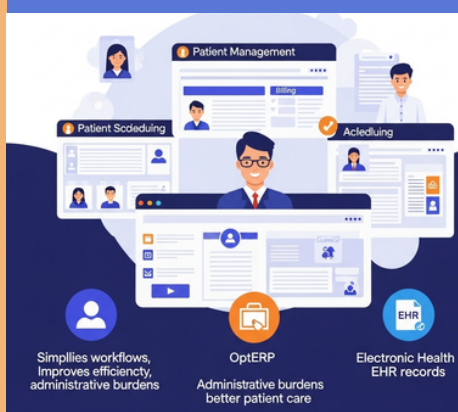 Patient Management
Billing
Patient Scdeduing
Acledluing
EHR
Simpllies workflows,
Improves efficiencty,
administrative burdens
OptERP
Administrative burdens
better patient care
Electronic Health
EHR records